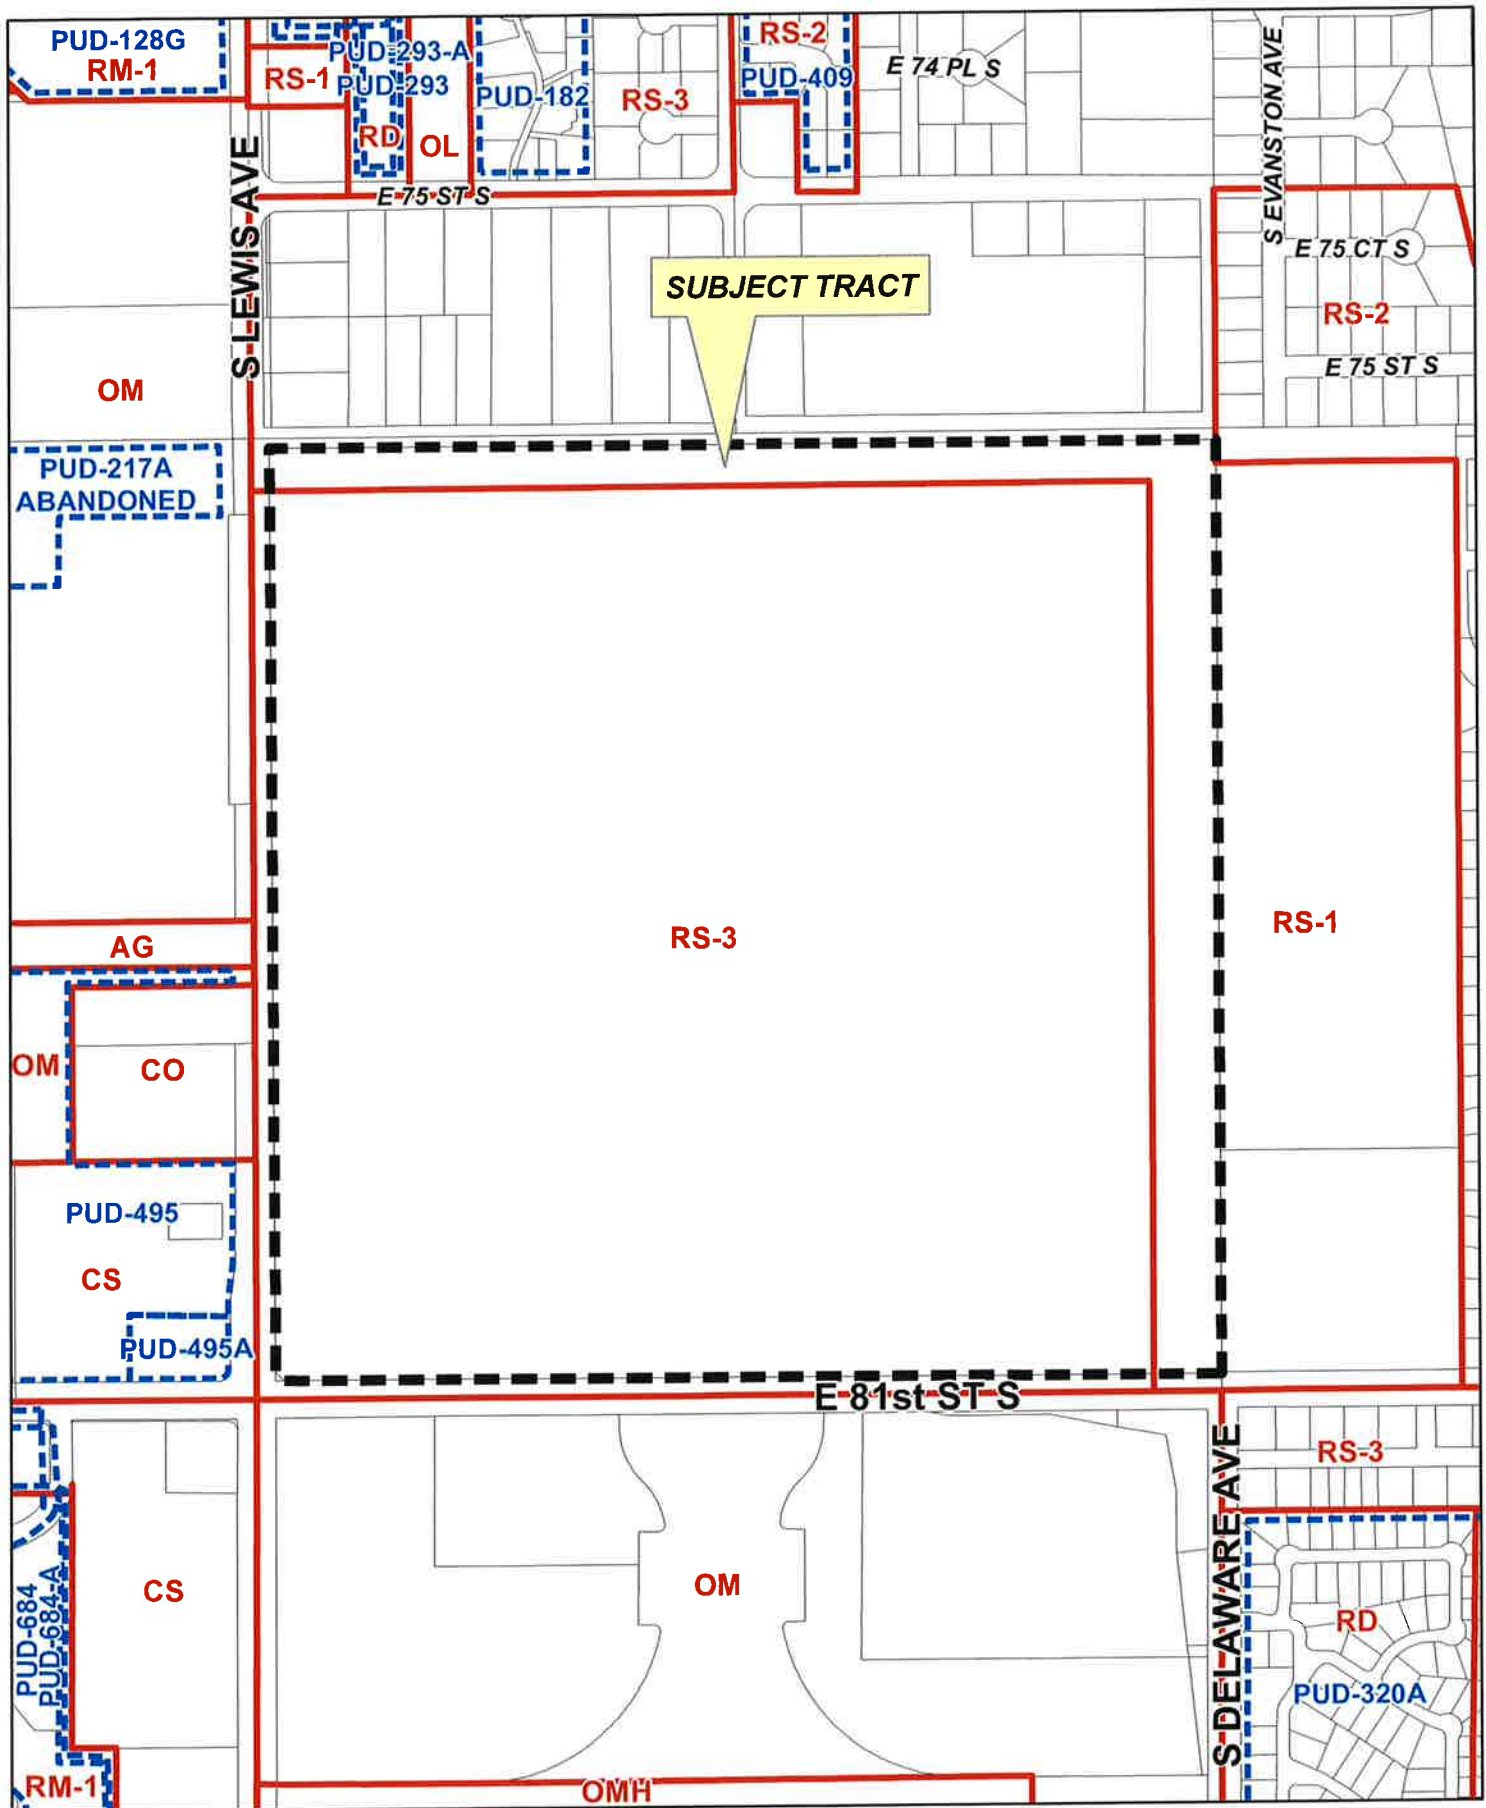 PUD-128G
RM-1
RS-1
PUD-293-A
PUD-293
RD
OL
PUD-182
RS-3
RS-2
PUD-409
E 74 PL S
S EVANSTON AVE
S LEWIS AVE
E 75 ST S
E 75 CT S
RS-2
E 75 ST S
SUBJECT TRACT
OM
PUD-217A
ABANDONED
RS-3
RS-1
AG
OM
CO
PUD-495
CS
PUD-495A
E 81st ST S
S DELAWARE AVE
RS-3
CS
OM
RD
PUD-684
PUD-684-A
PUD-320A
RM-1
OMH